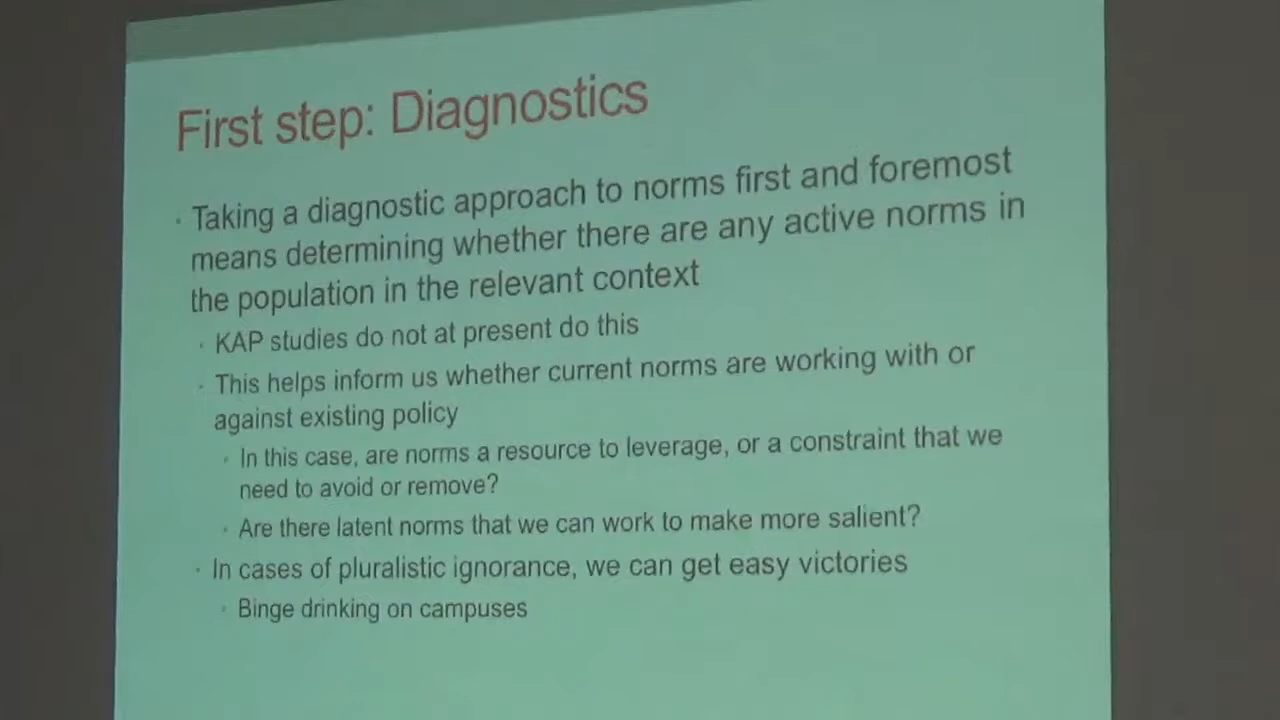 First step: Diagnostics
· Taking a diagnostic approach to norms first and foremost
means determining whether there are any active norms in
the population in the relevant context
· KAP studies do not at present do this
· This helps inform us whether current norms are working with or
against existing policy
· In this case, are norms a resource to leverage, or a constraint that we
need to avoid or remove?
· Are there latent norms that we can work to make more salient?
· In cases of pluralistic ignorance, we can get easy victories
· Binge drinking on campuses